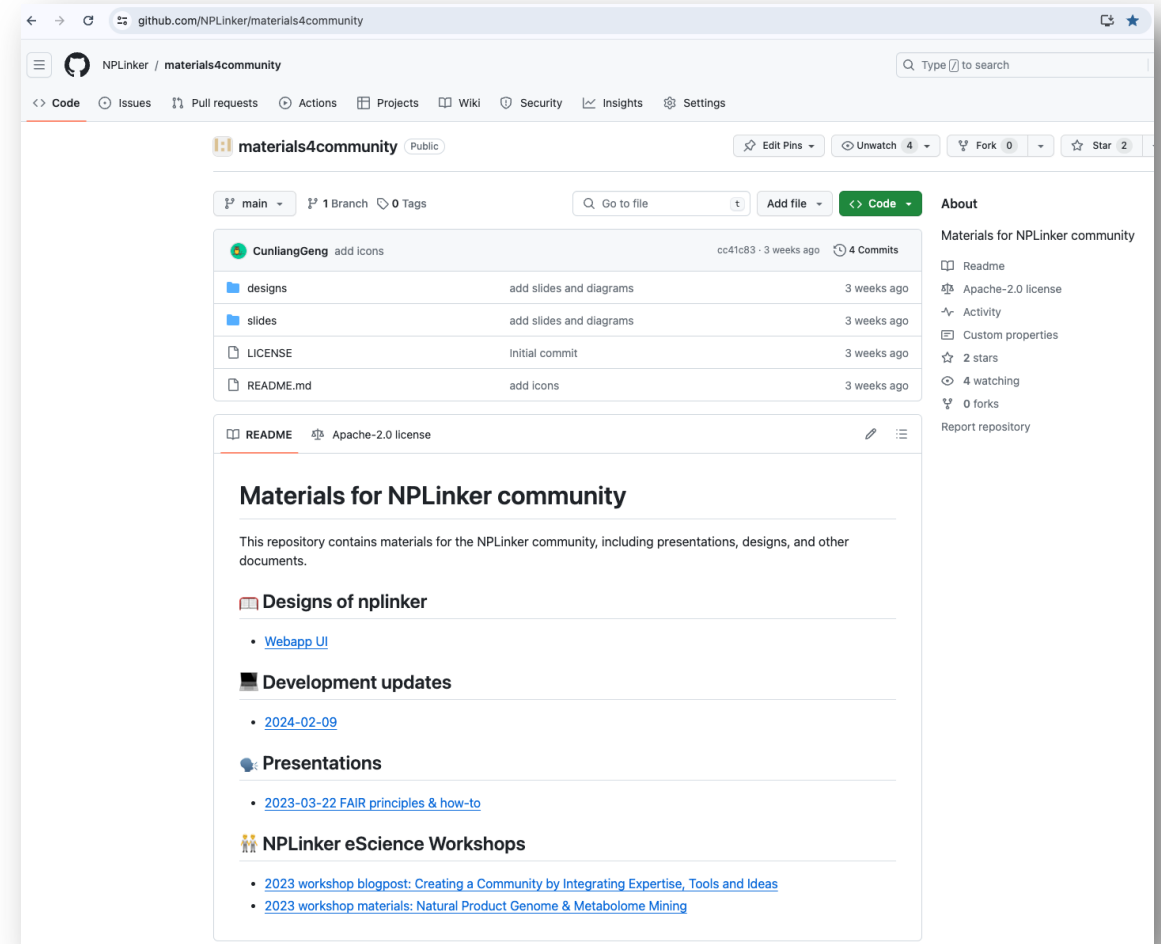 github.com/NPLinker/materials4community
NPLinker / materials4community
Type / to search
Code Issues Pull requests Actions Projects Wiki Security Insights Settings
materials4community Public
Edit Pins Unwatch 4 Fork 0 Star 2
main 1 Branch 0 Tags
Go to file t
Add file Code
About
Materials for NPLinker community
Readme
Apache-2.0 license
Activity
Custom properties
2 stars
4 watching
0 forks
Report repository
CunliangGeng add icons cc41c83 · 3 weeks ago 4 Commits
designs add slides and diagrams 3 weeks ago
slides add slides and diagrams 3 weeks ago
LICENSE Initial commit 3 weeks ago
README.md add icons 3 weeks ago
README Apache-2.0 license
Materials for NPLinker community
This repository contains materials for the NPLinker community, including presentations, designs, and other
documents.
Designs of nplinker
• Webapp UI
Development updates
• 2024-02-09
Presentations
• 2023-03-22 FAIR principles & how-to
NPLinker eScience Workshops
• 2023 workshop blogpost: Creating a Community by Integrating Expertise, Tools and Ideas
• 2023 workshop materials: Natural Product Genome & Metabolome Mining